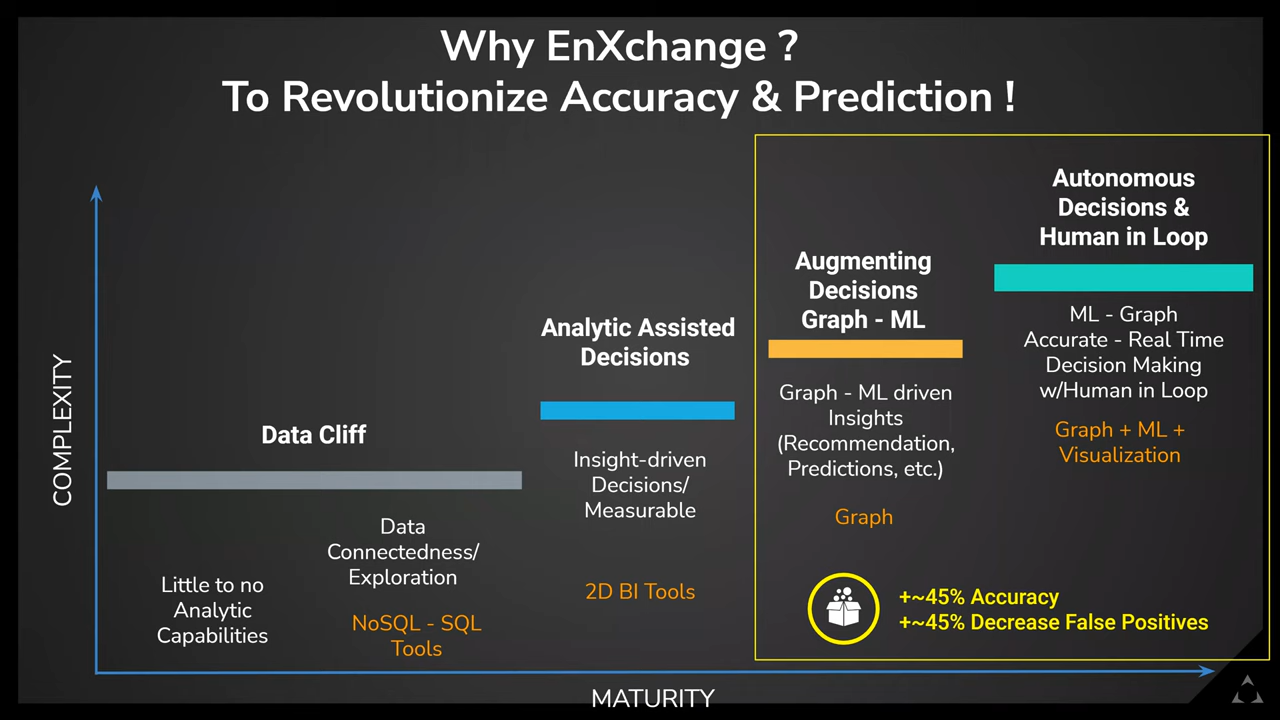 Why EnXchange ?
To Revolutionize Accuracy & Prediction !
COMPLEXITY
Data Cliff
Little to no
Analytic
Capabilities
Data
Connectedness/
Exploration
NoSQL - SQL
Tools
Analytic Assisted
Decisions
Insight-driven
Decisions/
Measurable
2D BI Tools
Augmenting
Decisions
Graph - ML
Graph - ML driven
Insights
(Recommendation,
Predictions, etc.)
Graph
Autonomous
Decisions &
Human in Loop
ML - Graph
Accurate - Real Time
Decision Making
w/Human in Loop
Graph + ML +
Visualization
+~45% Accuracy
+~45% Decrease False Positives
MATURITY